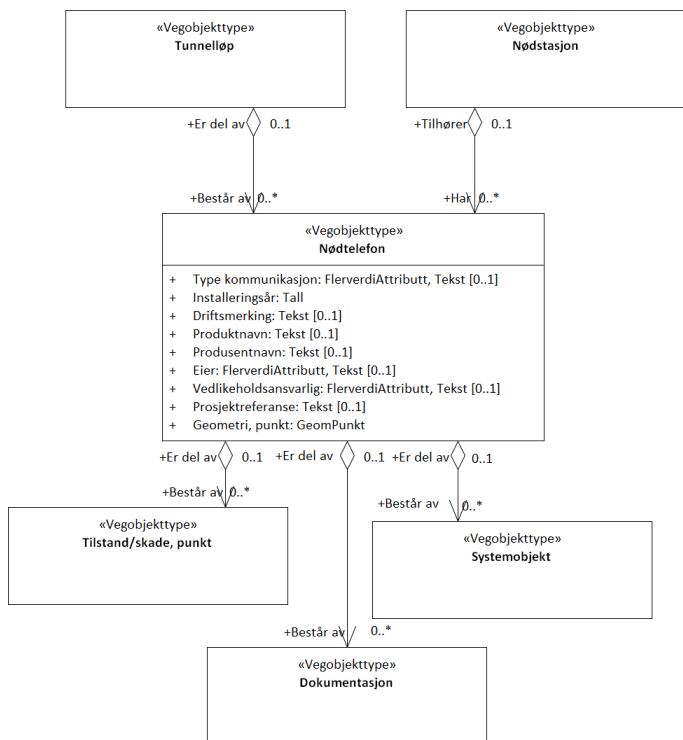 «Vegobjekttype»
Tunnelløp
«Vegobjekttype»
Nødstasjon
+Er del av 0..1
+Tilhører 0..1
+Består av 0..*
+Har 0..*
«Vegobjekttype»
Nødtelefon
+ Type kommunikasjon: FlerverdiAttributt, Tekst [0..1]
+ Installeringsår: Tall
+ Driftsmerking: Tekst [0..1]
+ Produktnavn: Tekst [0..1]
+ Produsentnavn: Tekst [0..1]
+ Eier: FlerverdiAttributt, Tekst [0..1]
+ Vedlikeholdsansvarlig: FlerverdiAttributt, Tekst [0..1]
+ Prosjektreferanse: Tekst [0..1]
+ Geometri, punkt: GeomPunkt
+Er del av 0..1
+Er del av 0..1
+Er del av 0..1
+Består av 0..*
+Består av 0..*
«Vegobjekttype»
Tilstand/skade, punkt
«Vegobjekttype»
Systemobjekt
+Består av 0..*
«Vegobjekttype»
Dokumentasjon